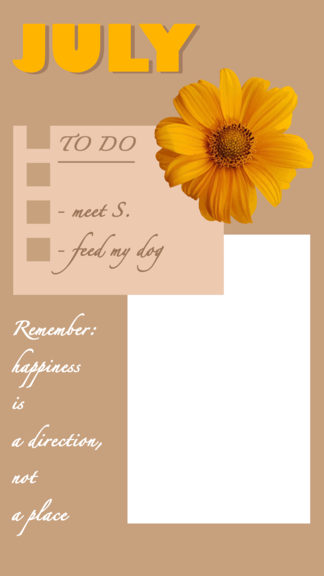 JULY
TO DO
- meet S.
- feed my dog
Remember:
happiness
is
a direction,
not
a place